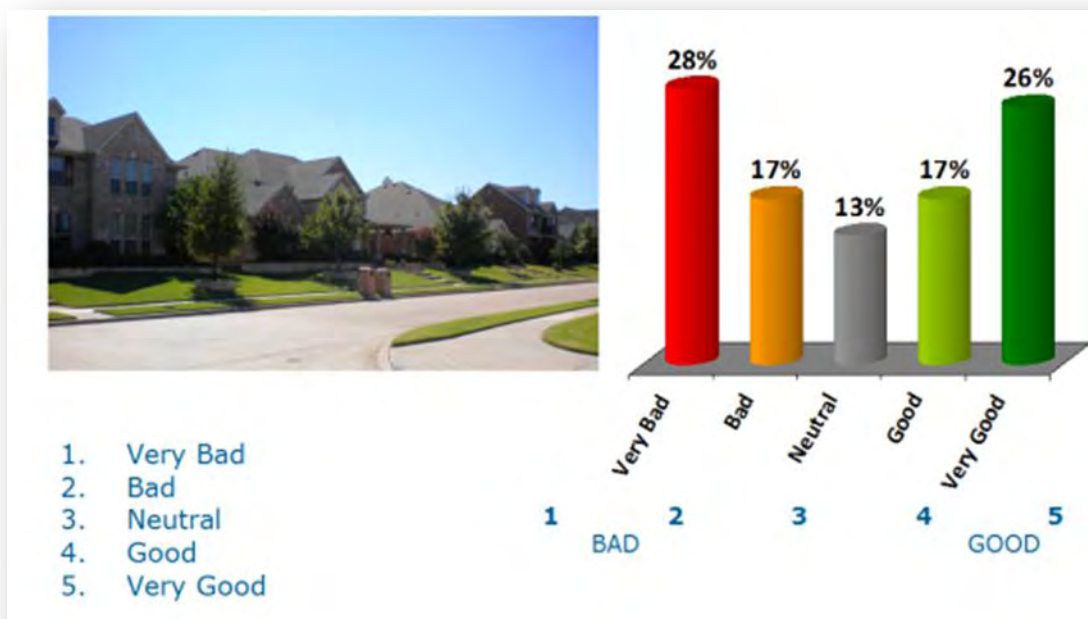 28%
17%
13%
17%
26%
Very Bad
Bad
Neutral
Good
Very Good
1. Very Bad
2. Bad
3. Neutral
4. Good
5. Very Good
1 2 3 4 5
BAD GOOD